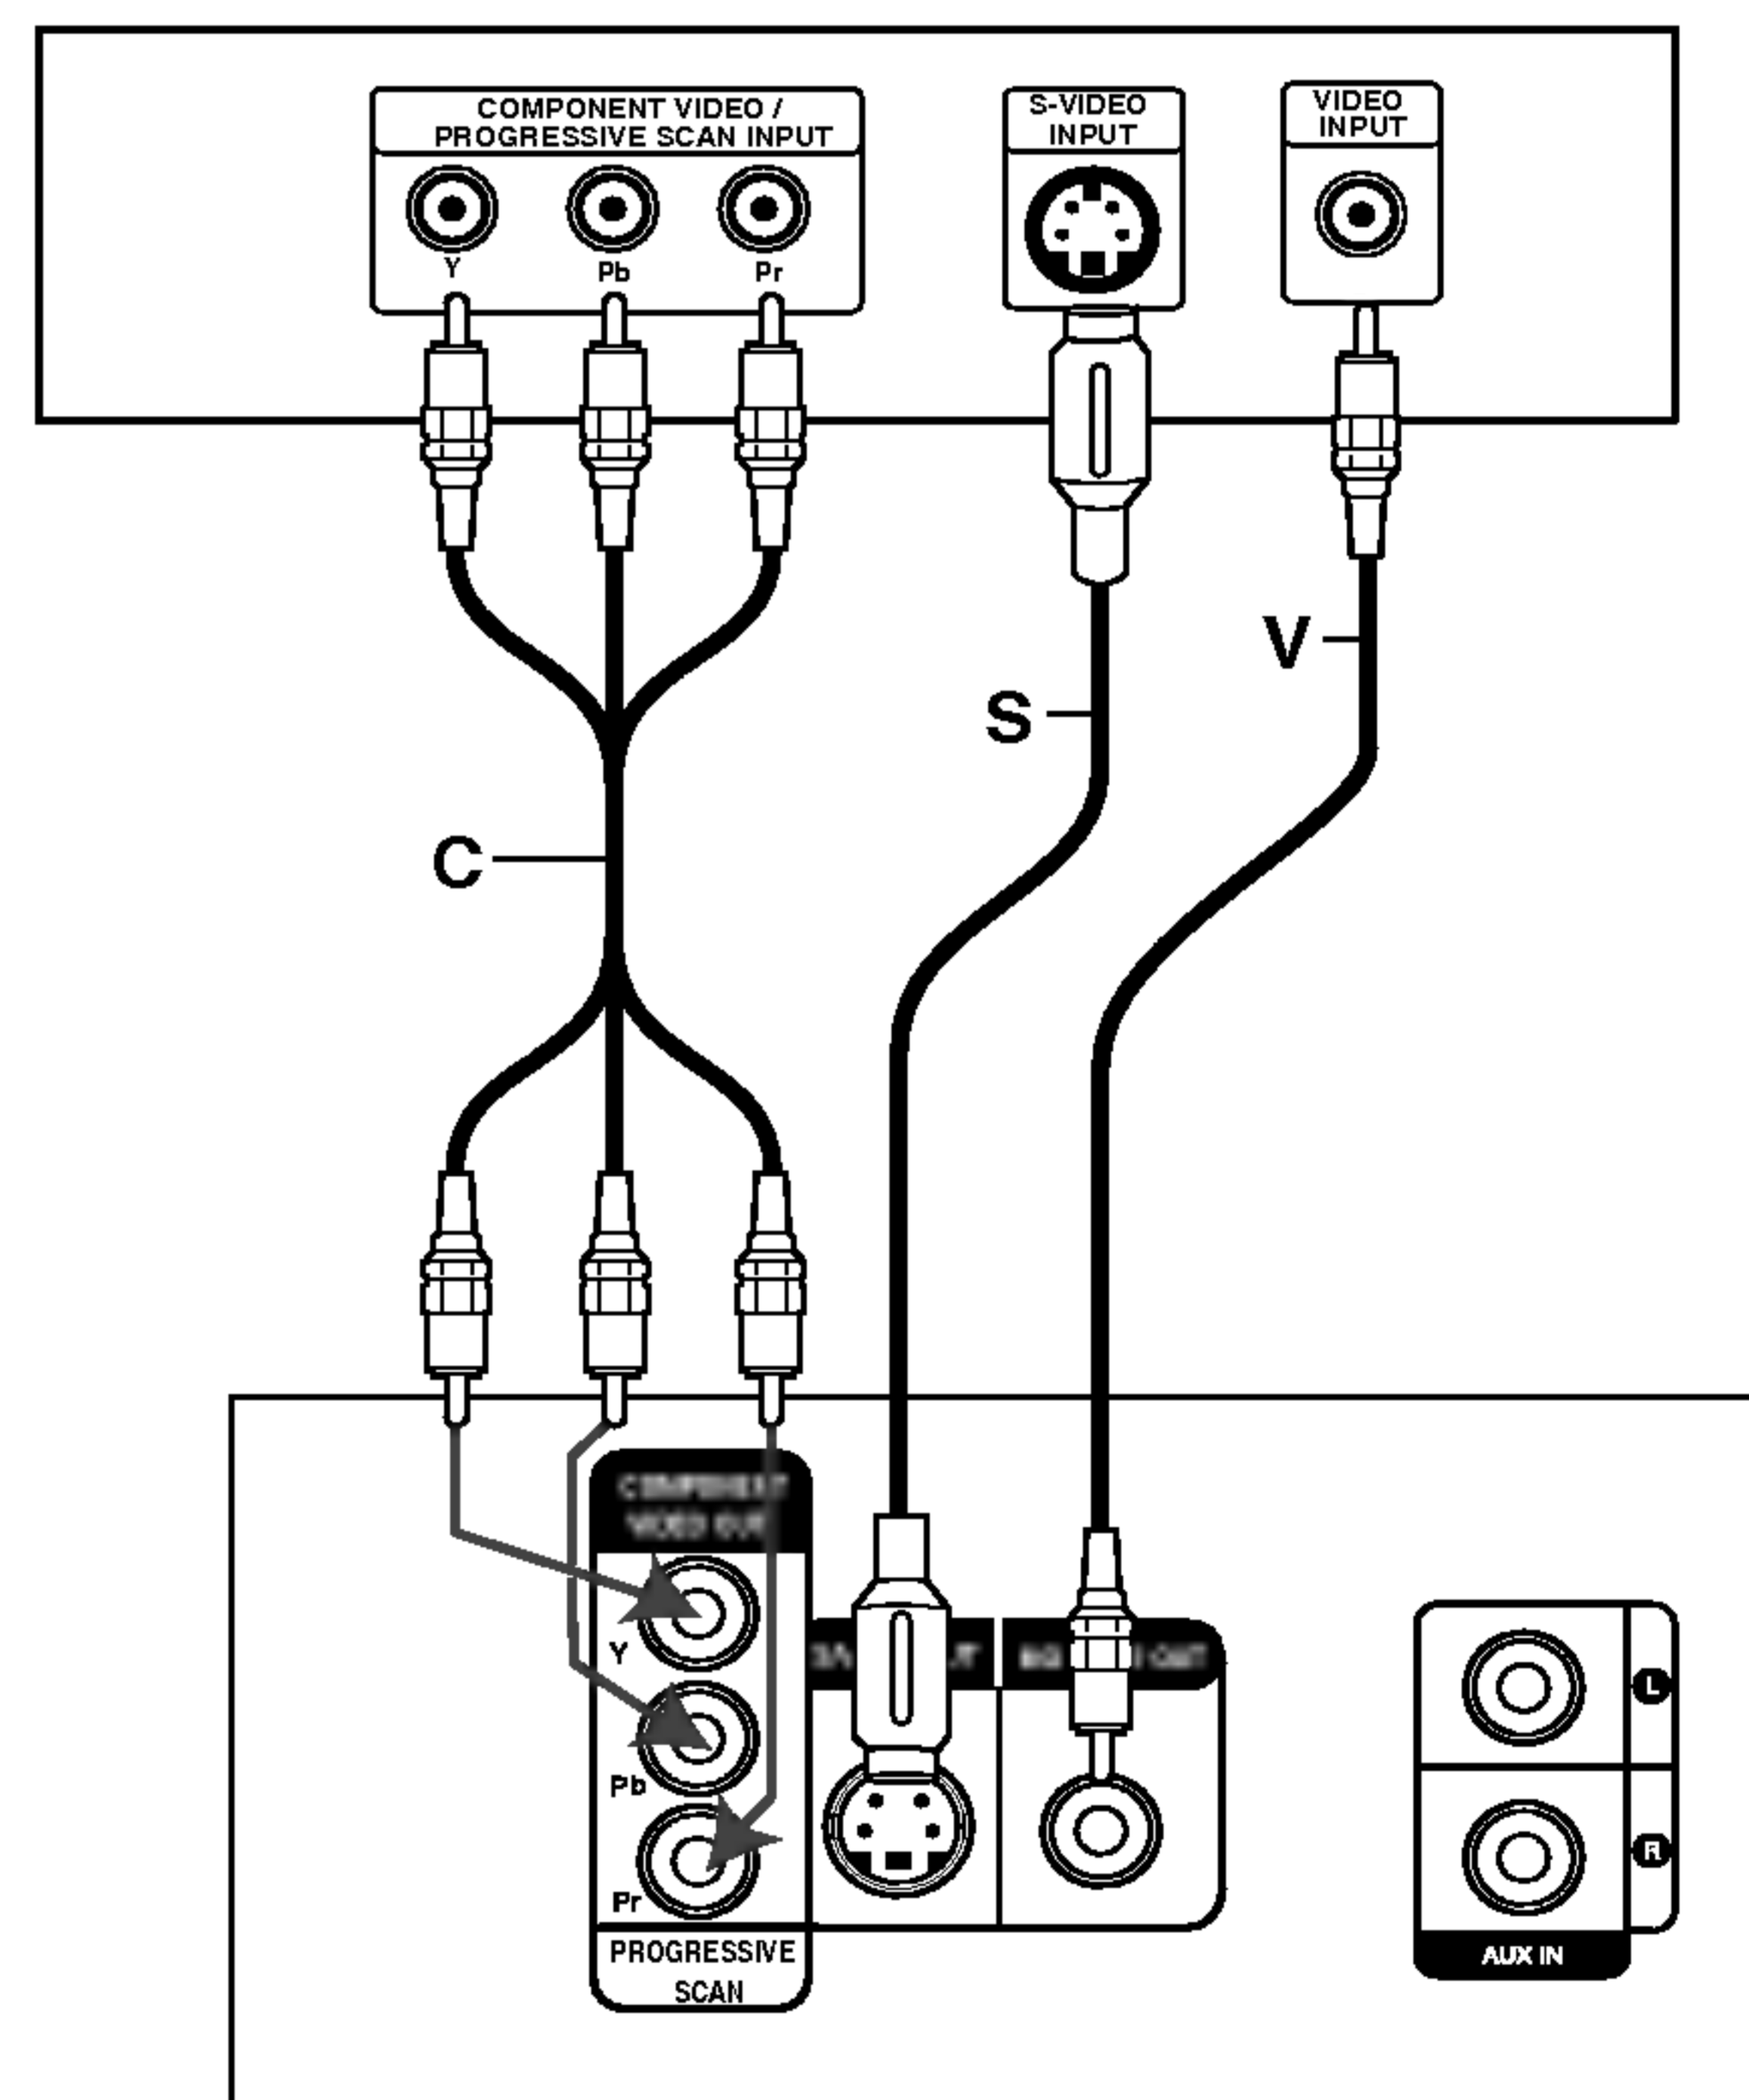 COMPONENT VIDEO /
PROGRESSIVE SCAN INPUT
Y
Pb
Pr
S-VIDEO
INPUT
VIDEO
INPUT
V
S
C
Y
Pb
Pr
PROGRESSIVE
SCAN
L
R
AUX IN